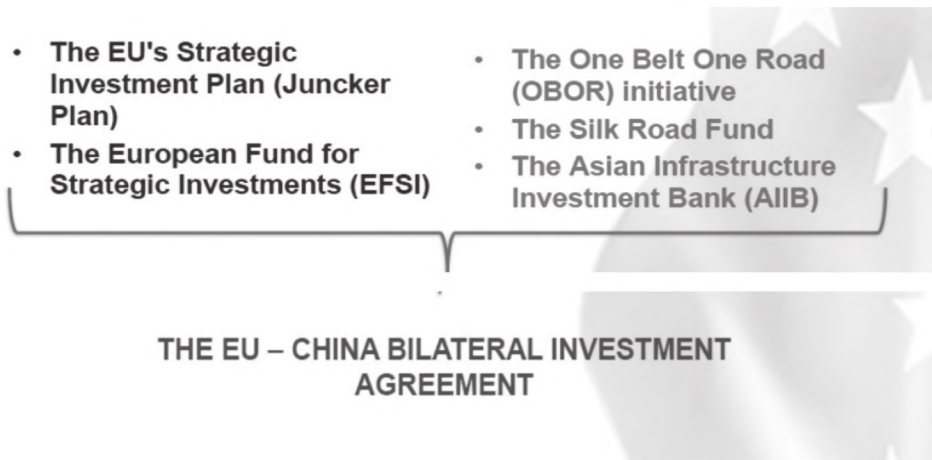 • The EU's Strategic
Investment Plan (Juncker
Plan)
• The European Fund for
Strategic Investments (EFSI)
• The One Belt One Road
(OBOR) initiative
• The Silk Road Fund
• The Asian Infrastructure
Investment Bank (AIIB)
THE EU – CHINA BILATERAL INVESTMENT
AGREEMENT